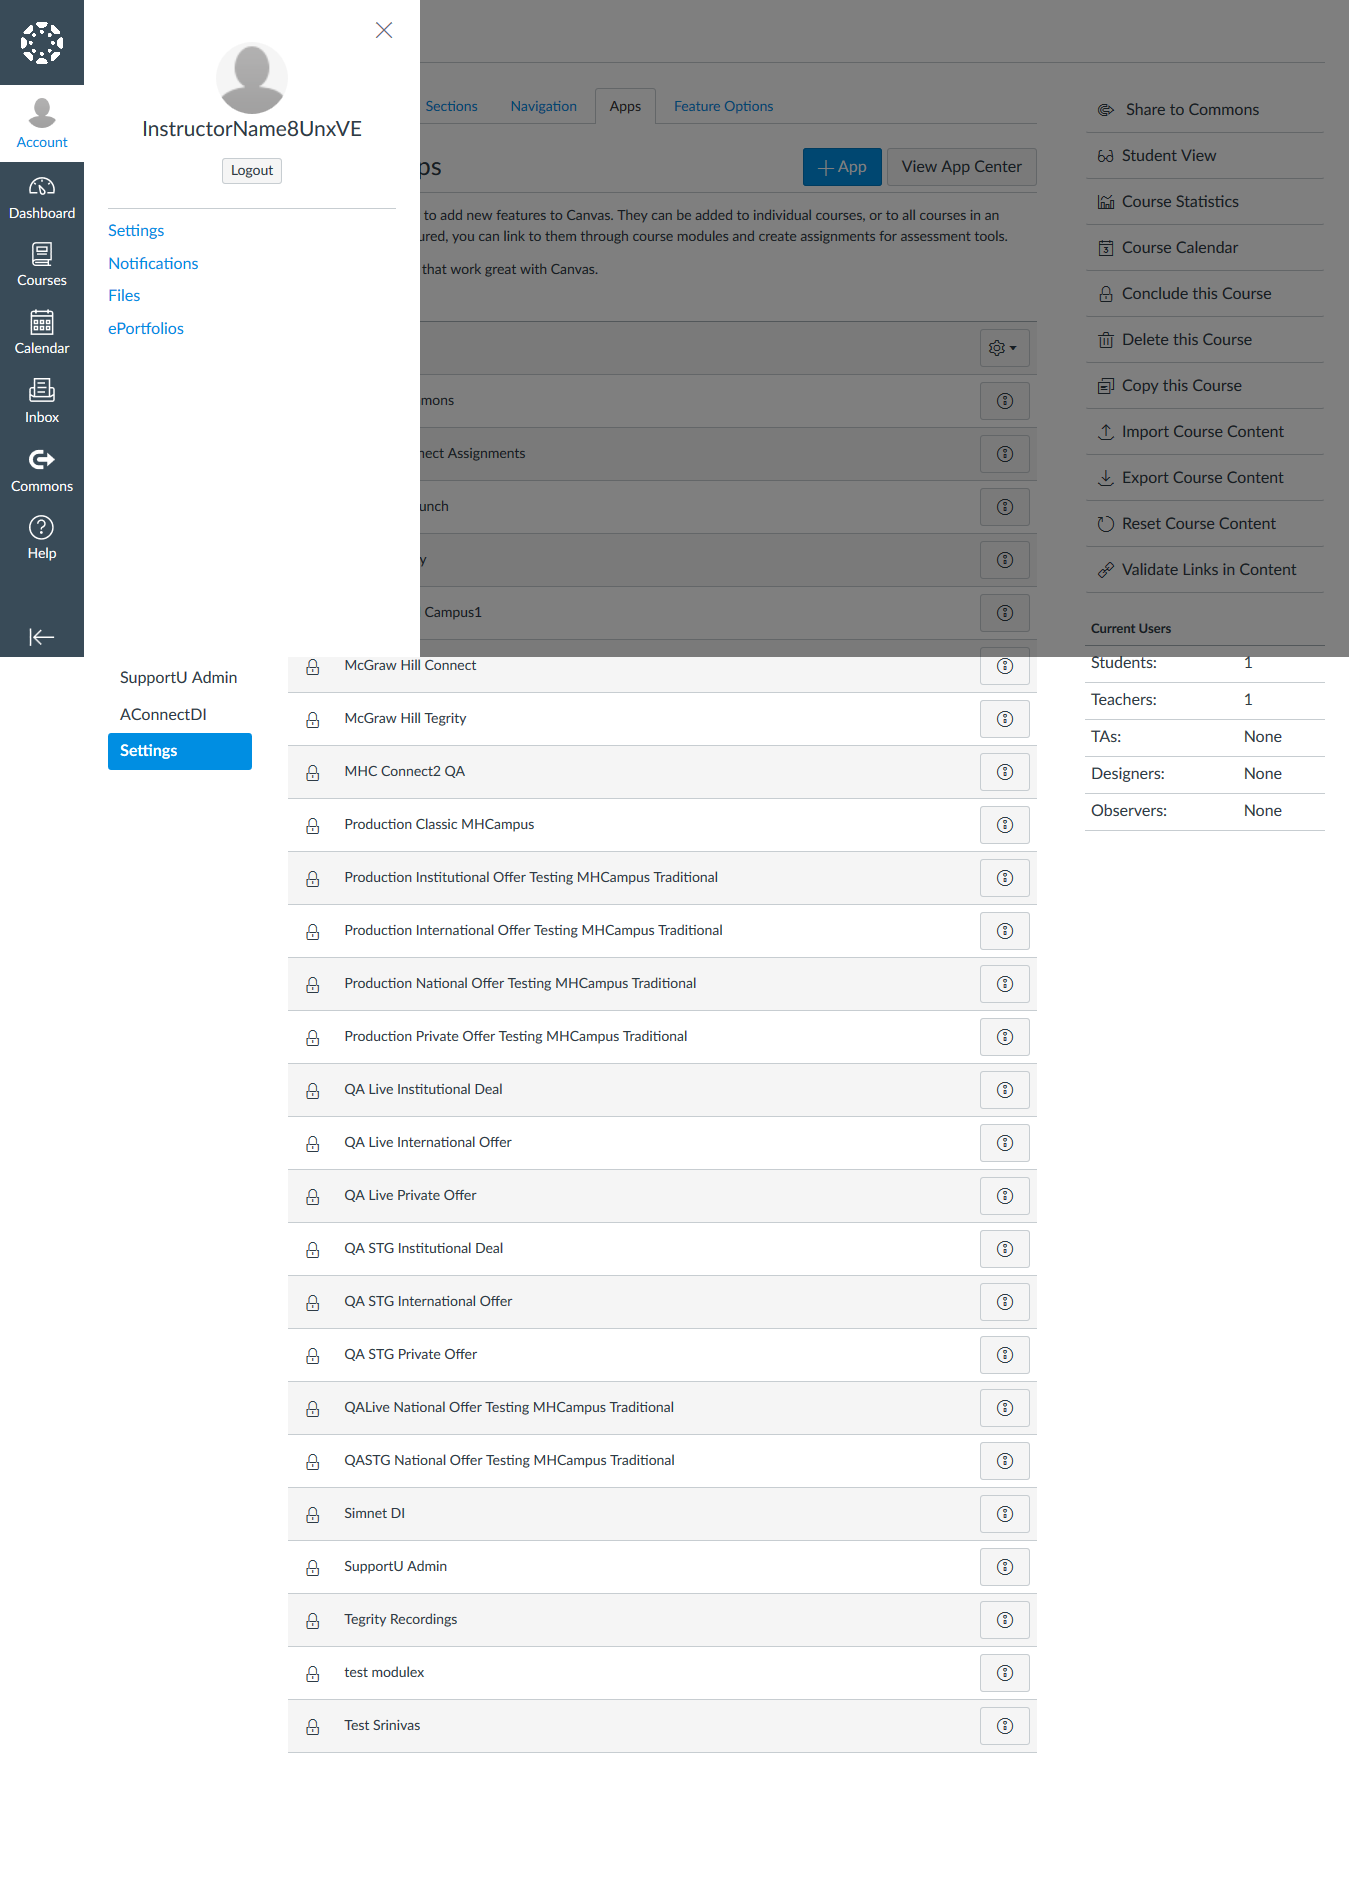 Account
Dashboard
Courses
Calendar
Inbox
Commons
Help
InstructorName8UnxVE
Logout
Settings
Notifications
Files
ePortfolios
SupportU Admin
AConnectDI
Settings
Sections Navigation Apps Feature Options
+ App View App Center
to add new features to Canvas. They can be added to individual courses, or to all courses in an
you can link to them through course modules and create assignments for assessment tools.
that work great with Canvas.
Assignments
Campus1
McGraw Hill Connect
McGraw Hill Tegrity
MHC Connect2 QA
Production Classic MHCampus
Production Institutional Offer Testing MHCampus Traditional
Production International Offer Testing MHCampus Traditional
Production National Offer Testing MHCampus Traditional
Production Private Offer Testing MHCampus Traditional
QA Live Institutional Deal
QA Live International Offer
QA Live Private Offer
QA STG Institutional Deal
QA STG International Offer
QA STG Private Offer
QALive National Offer Testing MHCampus Traditional
QASTG National Offer Testing MHCampus Traditional
Simnet DI
SupportU Admin
Tegrity Recordings
test modulex
Test Srinivas
Share to Commons
Student View
Course Statistics
Course Calendar
Conclude this Course
Delete this Course
Copy this Course
Import Course Content
Export Course Content
Reset Course Content
Validate Links in Content
Current Users
Students: 1
Teachers: 1
TAs: None
Designers: None
Observers: None